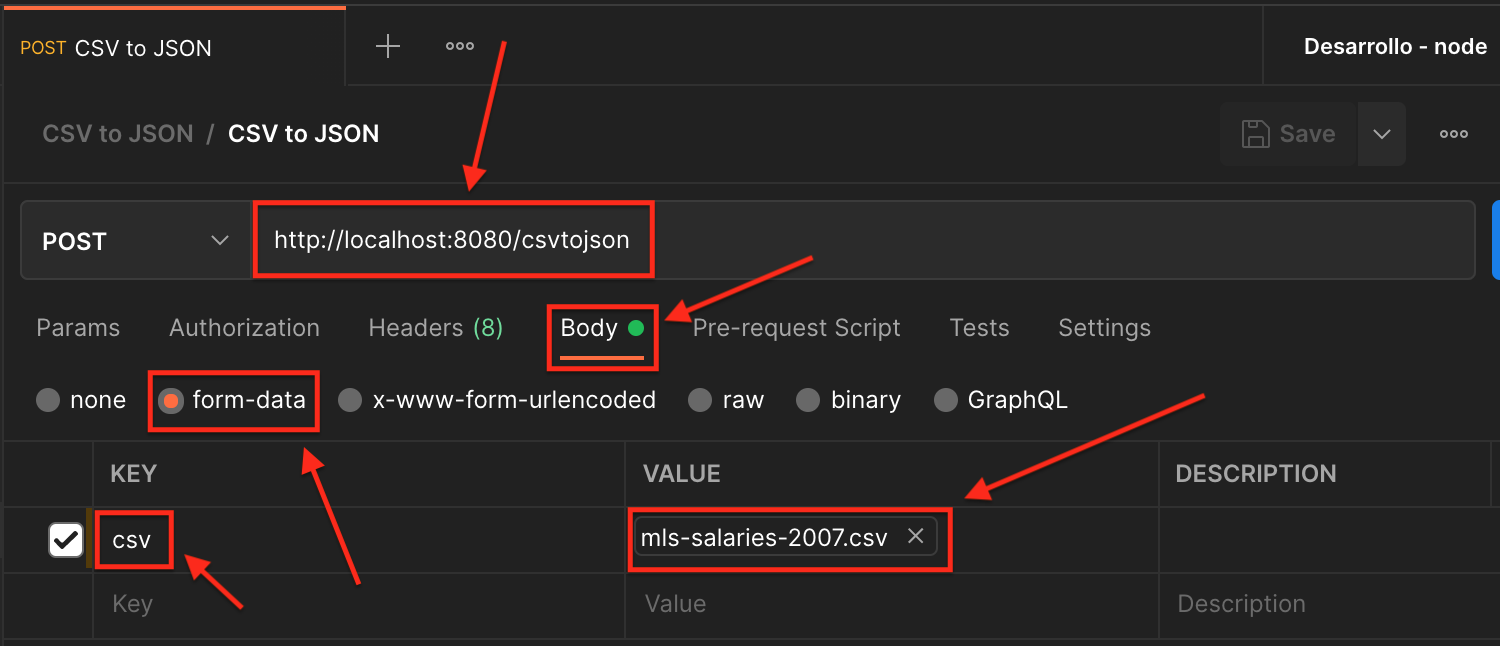 POST CSV to JSON
Desarrollo - node
CSV to JSON / CSV to JSON
Save
POST http://localhost:8080/csvtojson
Params Authorization Headers (8) Body Pre-request Script Tests Settings
none form-data x-www-form-urlencoded raw binary GraphQL
KEY VALUE DESCRIPTION
csv mls-salaries-2007.csv
Key Value Description